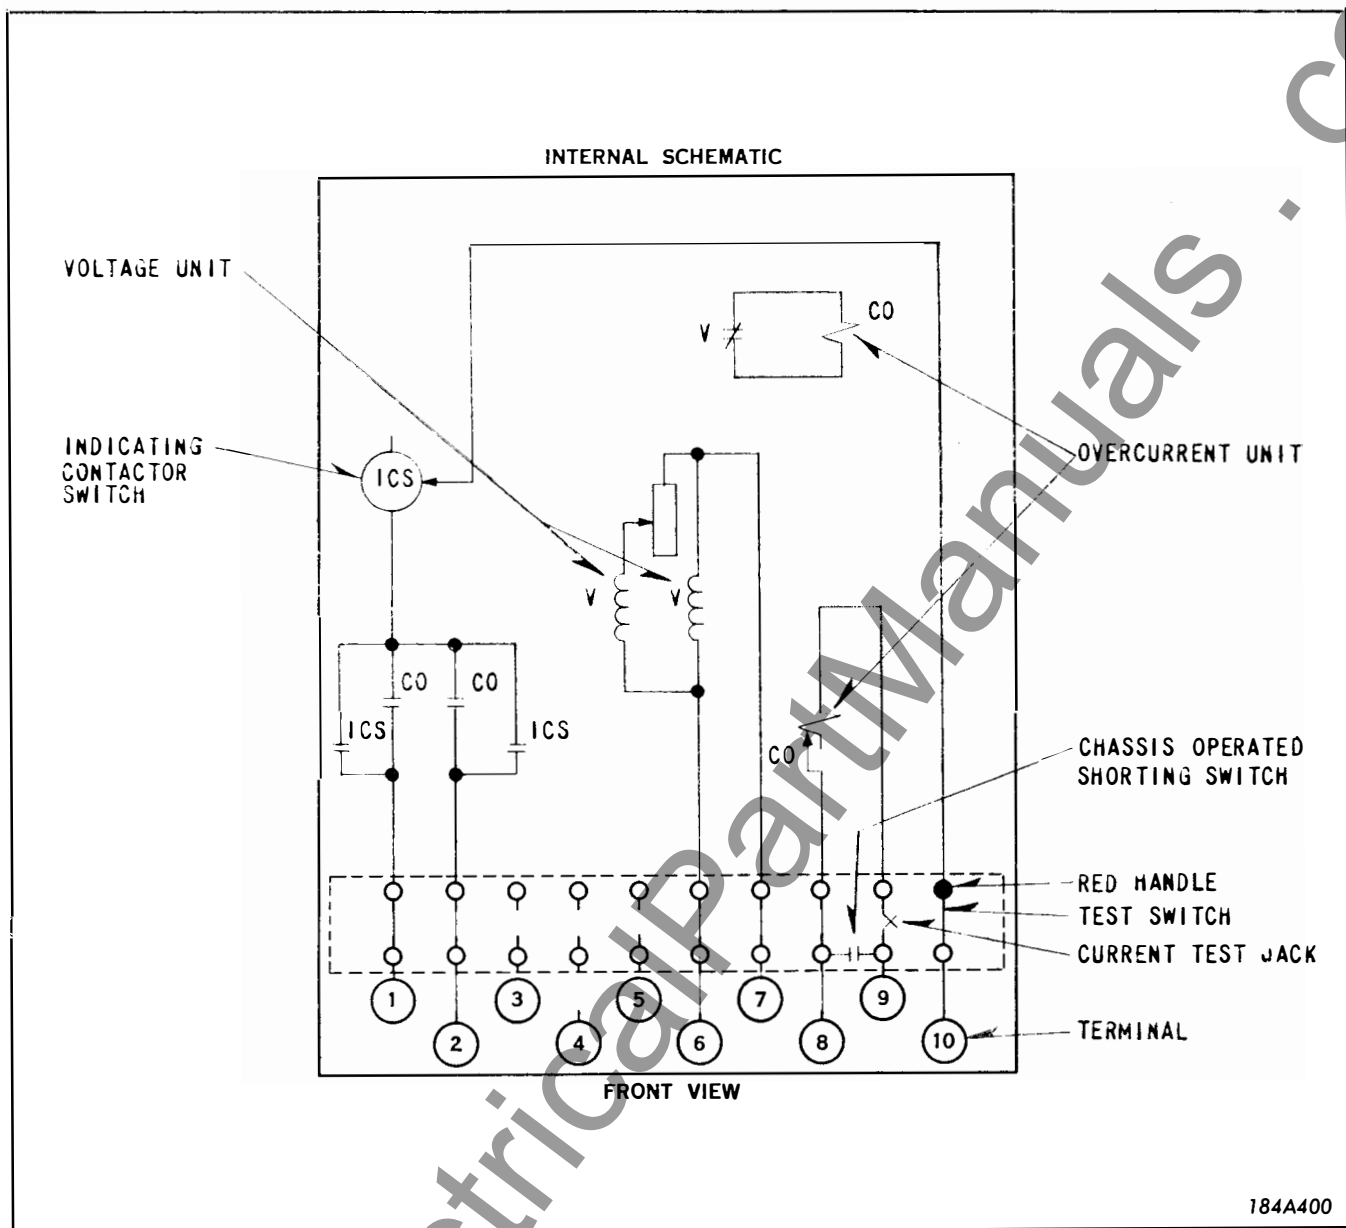 INTERNAL SCHEMATIC
VOLTAGE UNIT
CO
V
INDICATING
CONTACTOR
SWITCH
ICS
OVERCURRENT UNIT
V
V
CO
CO
ICS
ICS
CO
CHASSIS OPERATED
SHORTING SWITCH
RED HANDLE
TEST SWITCH
CURRENT TEST JACK
1
3
5
7
9
2
4
6
8
10
TERMINAL
FRONT VIEW
184A400